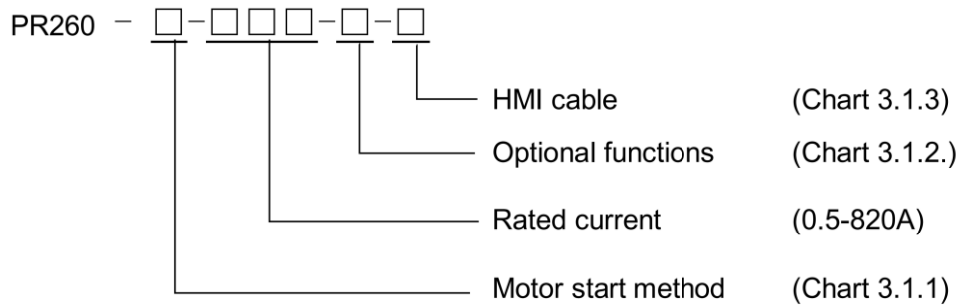 PR260 - □-□□□-□-□
HMI cable (Chart 3.1.3)
Optional functions (Chart 3.1.2.)
Rated current (0.5-820A)
Motor start method (Chart 3.1.1)